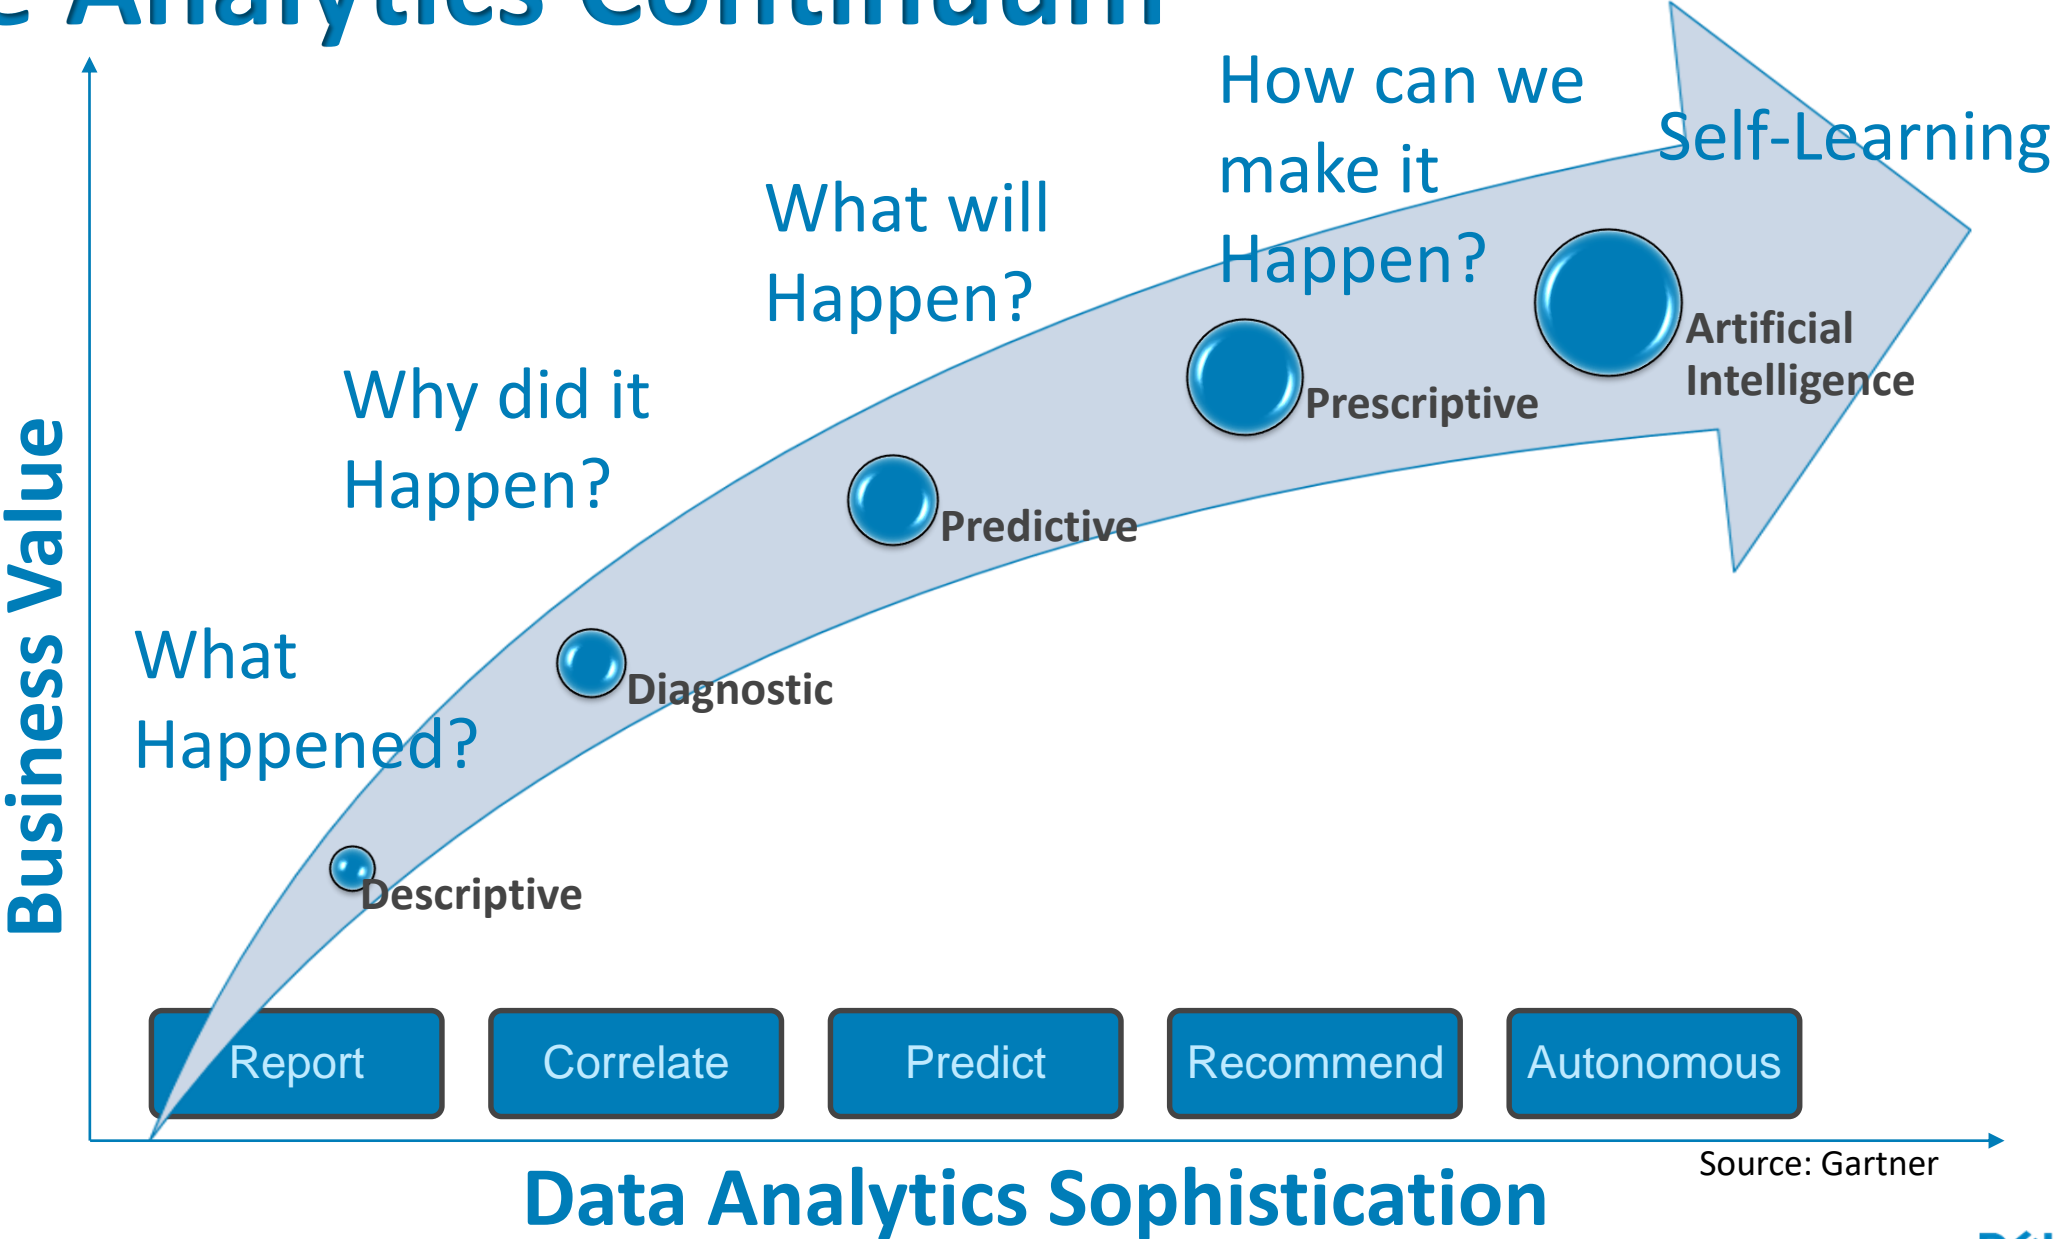 Analytics Continuum
How can we
make it
Happen?
Self-Learning
What will
Happen?
Why did it
Happen?
What
Happened?
Artificial
Intelligence
Prescriptive
Predictive
Diagnostic
Descriptive
Business Value
Report
Correlate
Predict
Recommend
Autonomous
Source: Gartner
Data Analytics Sophistication